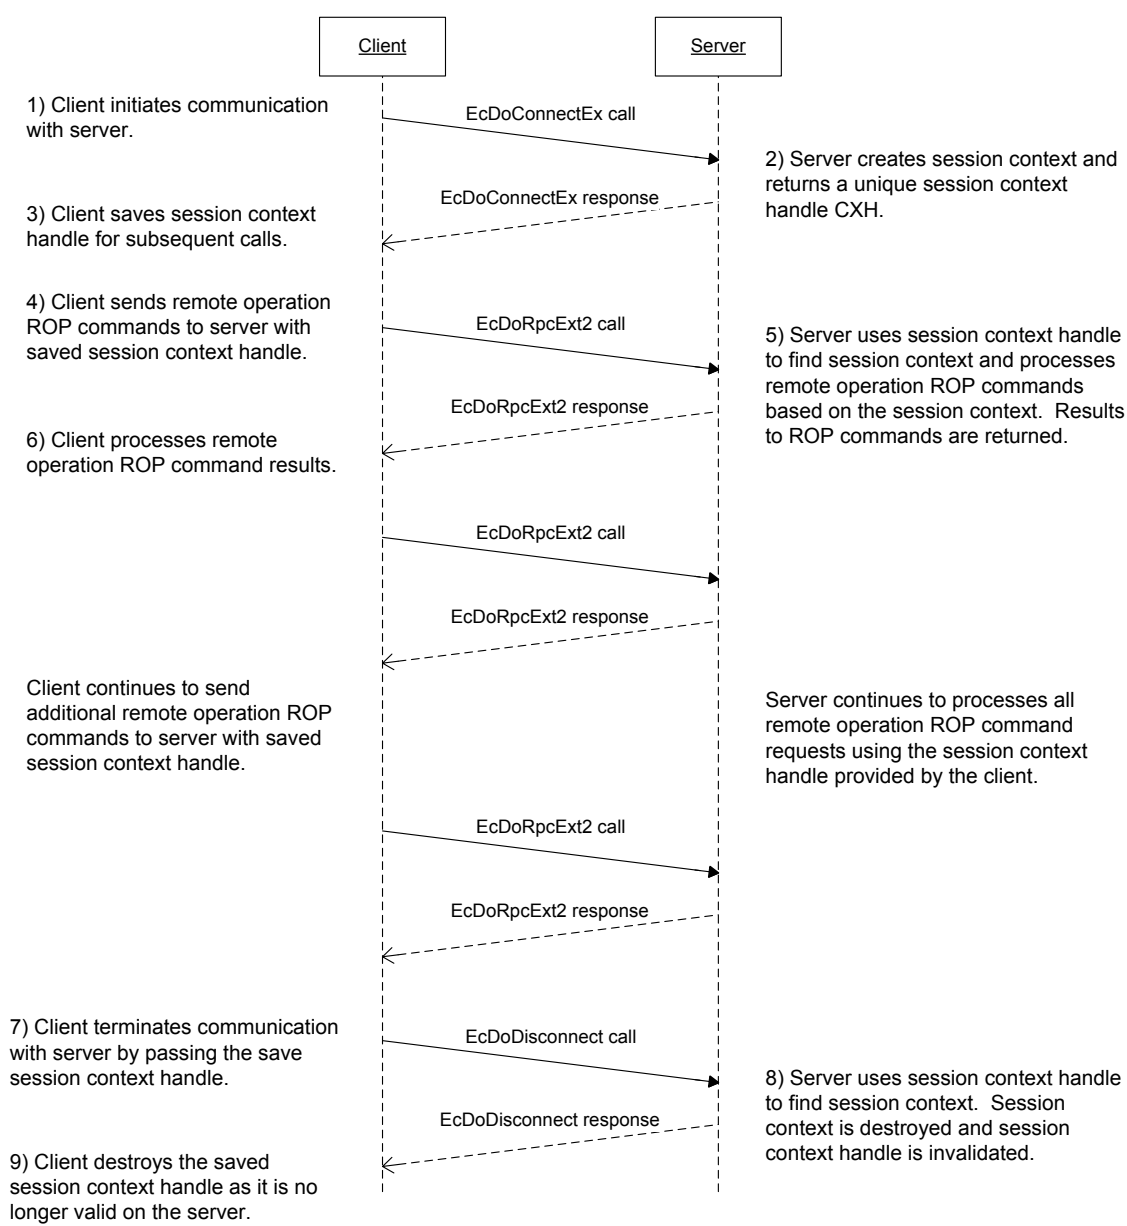 Client
Server
1) Client initiates communication
with server.
EcDoConnectEx call
2) Server creates session context and
returns a unique session context
handle CXH.
EcDoConnectEx response
3) Client saves session context
handle for subsequent calls.
4) Client sends remote operation
ROP commands to server with
saved session context handle.
EcDoRpcExt2 call
5) Server uses session context handle
to find session context and processes
remote operation ROP commands
based on the session context.  Results
to ROP commands are returned.
EcDoRpcExt2 response
6) Client processes remote
operation ROP command results.
EcDoRpcExt2 call
EcDoRpcExt2 response
Client continues to send
additional remote operation ROP
commands to server with saved
session context handle.
Server continues to processes all
remote operation ROP command
requests using the session context
handle provided by the client.
EcDoRpcExt2 call
EcDoRpcExt2 response
7) Client terminates communication
with server by passing the save
session context handle.
EcDoDisconnect call
8) Server uses session context handle
to find session context.  Session
context is destroyed and session
context handle is invalidated.
EcDoDisconnect response
9) Client destroys the saved
session context handle as it is no
longer valid on the server.